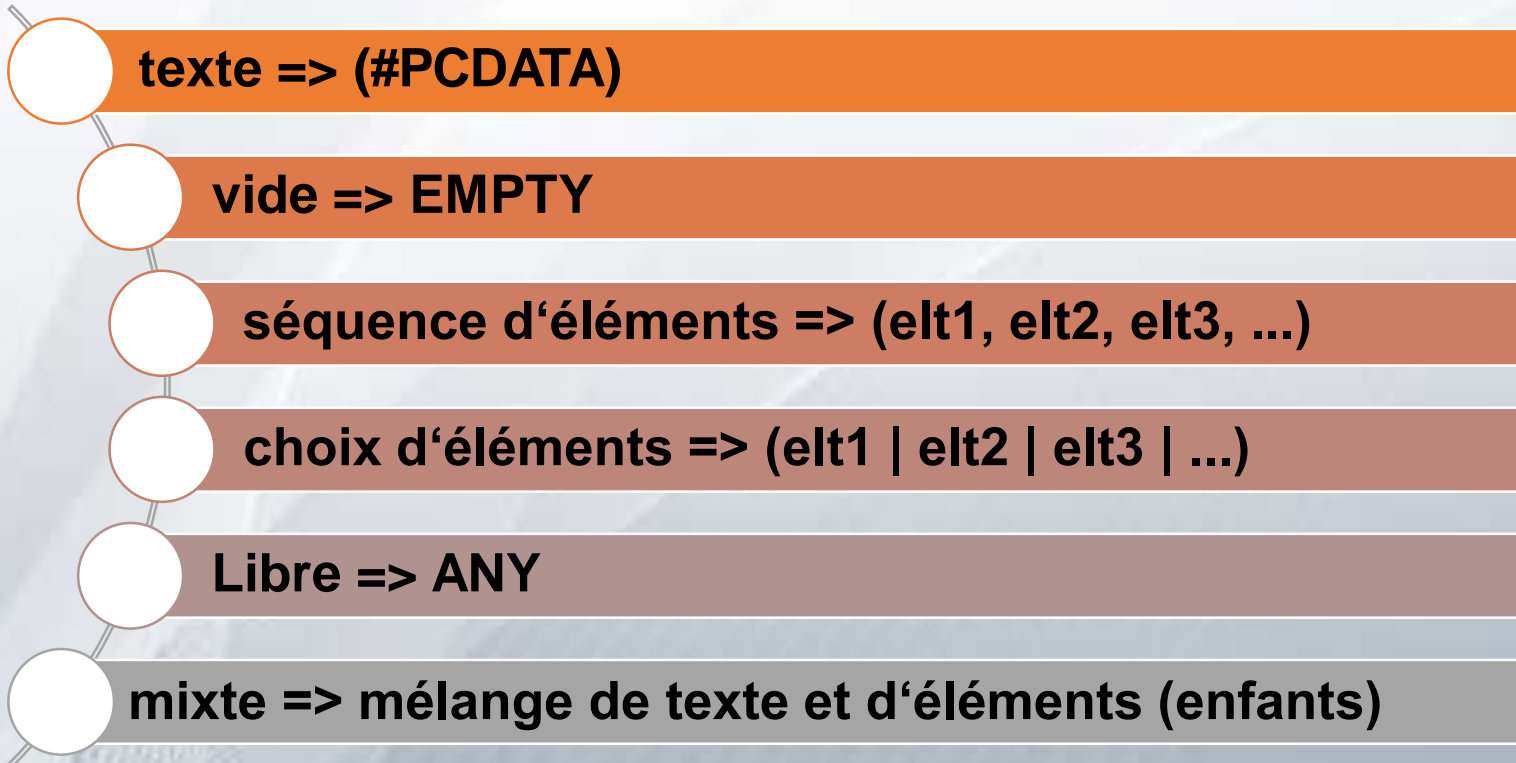 texte => (#PCDATA)
vide => EMPTY
séquence d‘éléments => (elt1, elt2, elt3, ...)
choix d‘éléments => (elt1 | elt2 | elt3 | ...)
Libre => ANY
mixte => mélange de texte et d‘éléments (enfants)